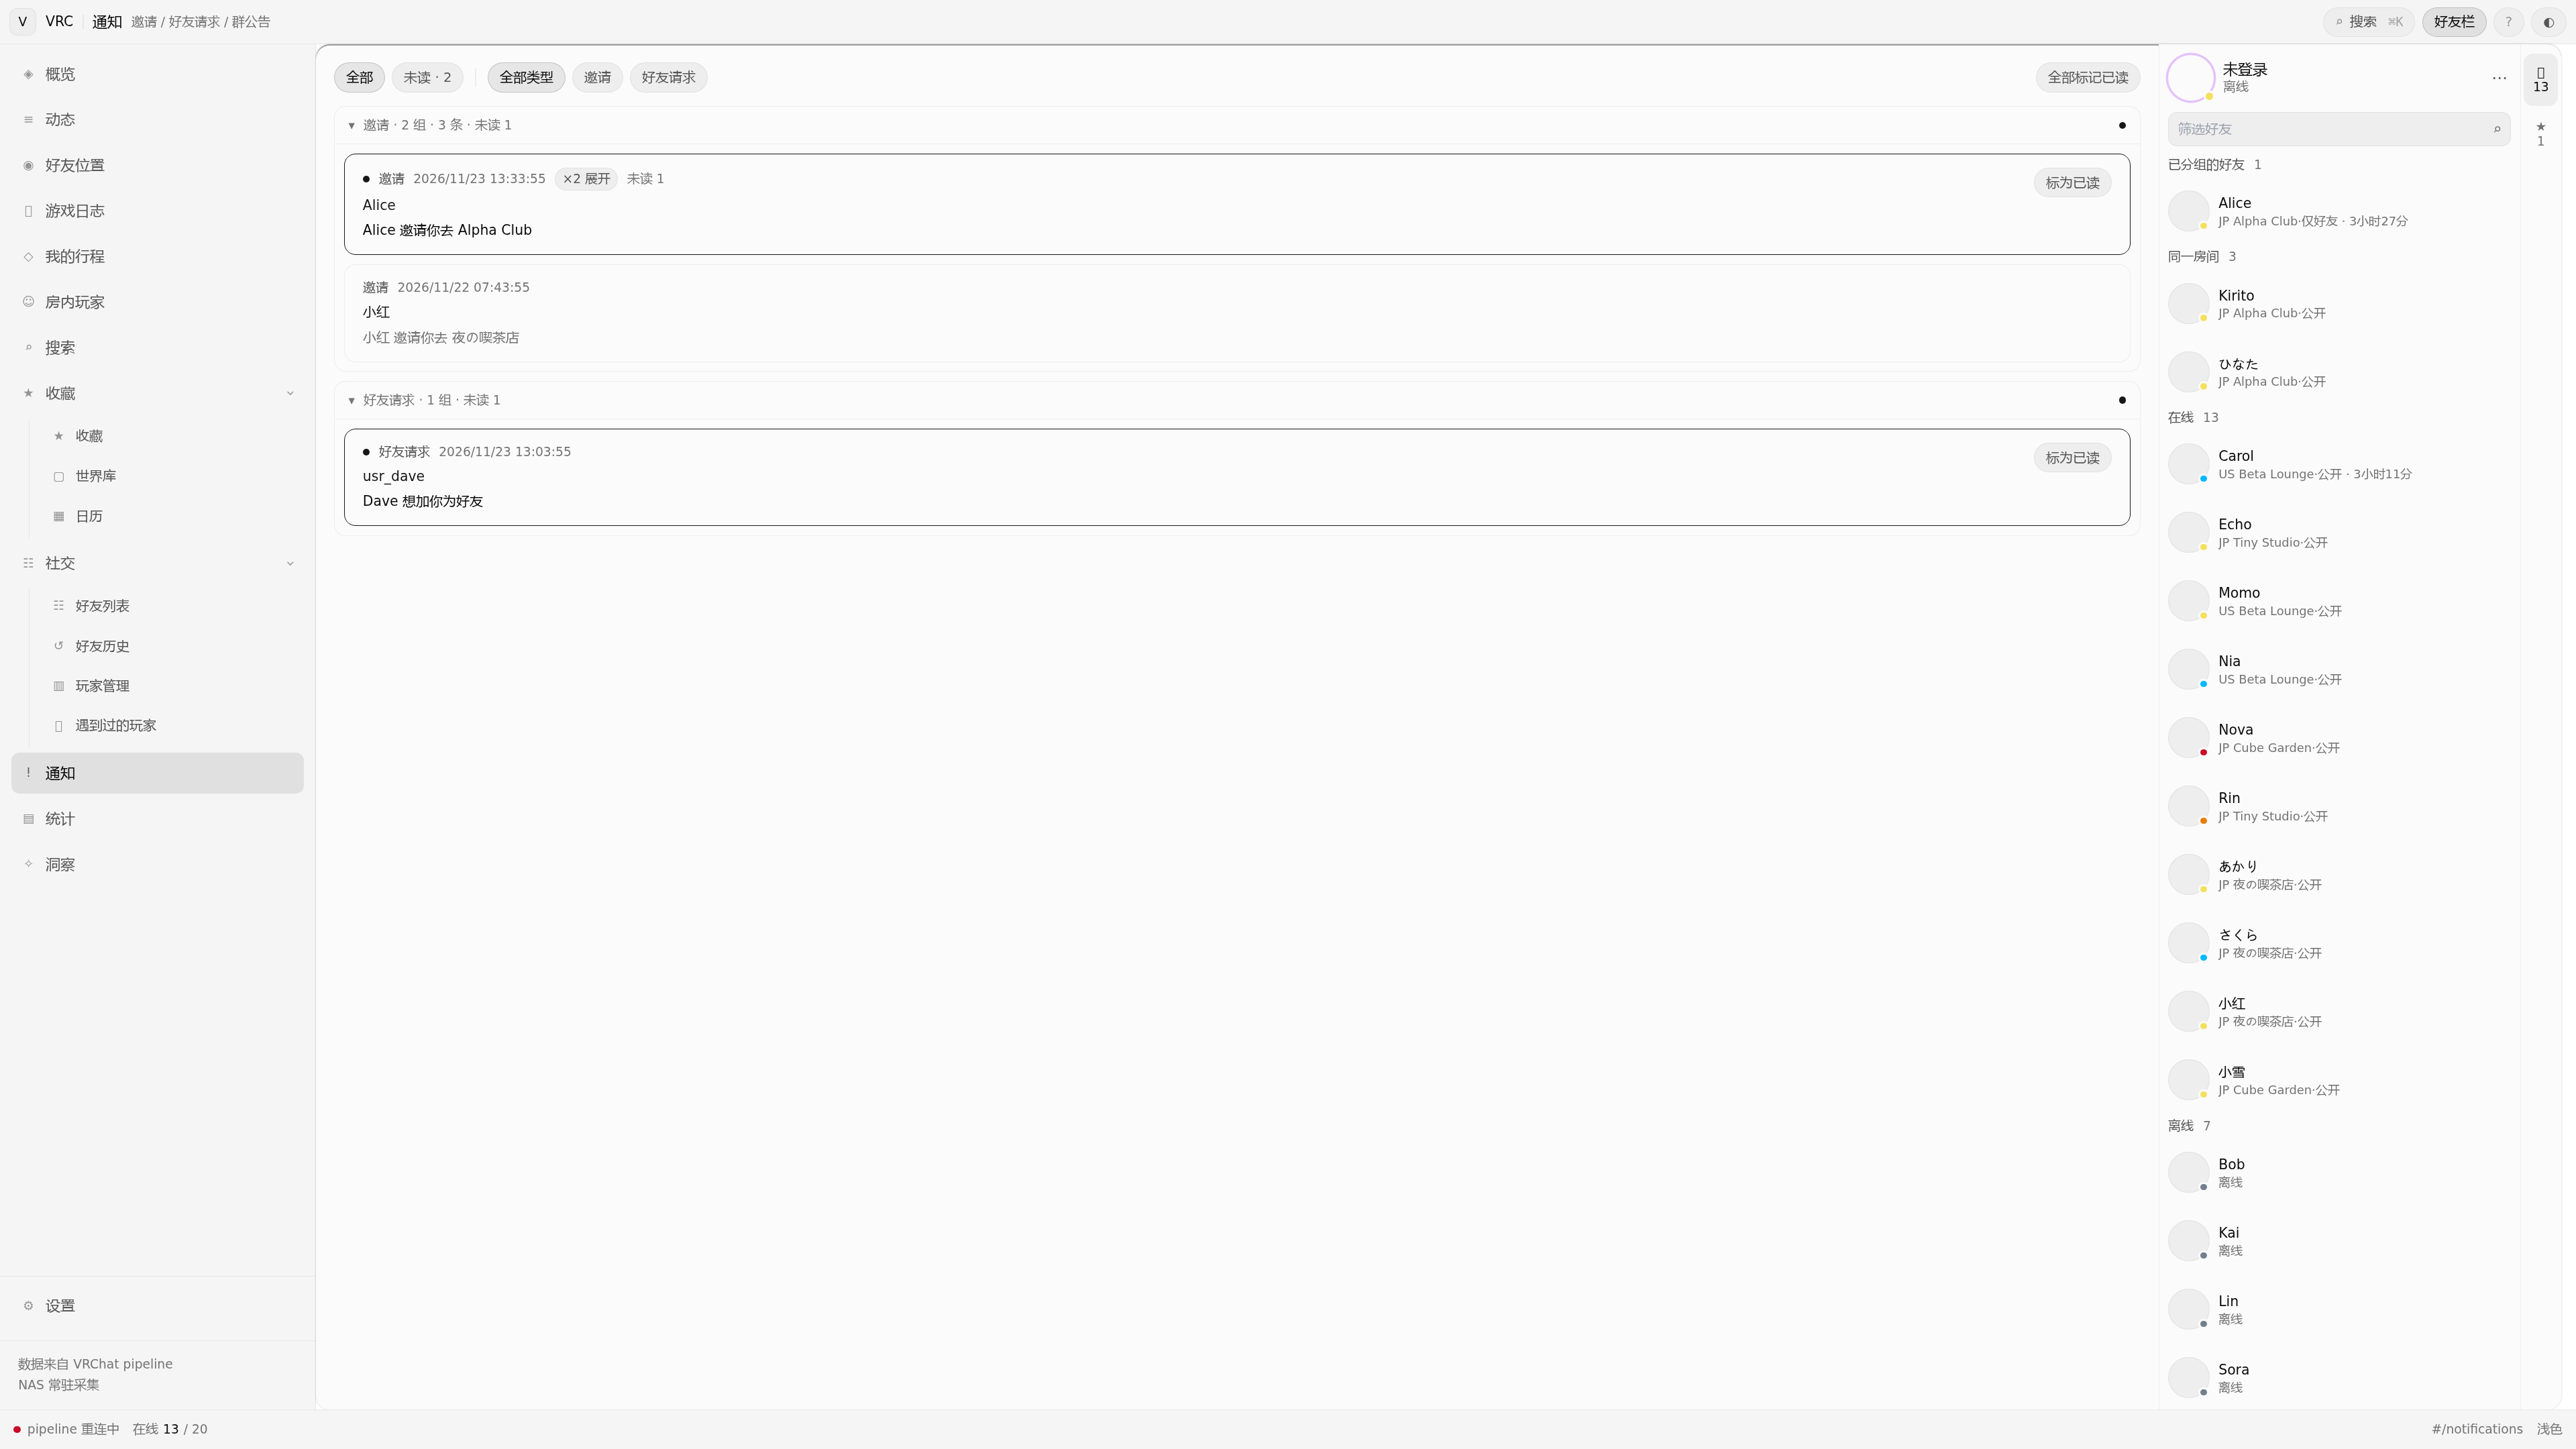 V VRC 通知 邀请 / 好友请求 / 群公告
搜索 ⌘K 好友栏 ?
概览
动态
好友位置
游戏日志
我的行程
房内玩家
搜索
收藏
收藏
世界库
日历
社交
好友列表
好友历史
玩家管理
遇到过的玩家
! 通知
统计
洞察
设置
数据来自 VRChat pipeline
NAS 常驻采集
全部 未读 · 2 全部类型 邀请 好友请求 全部标记已读
邀请 · 2 组 · 3 条 · 未读 1
邀请 2026/11/23 13:33:55 ×2 展开 未读 1 标为已读
Alice
Alice 邀请你去 Alpha Club
邀请 2026/11/22 07:43:55
小红
小红 邀请你去 夜の喫茶店
好友请求 · 1 组 · 未读 1
好友请求 2026/11/23 13:03:55 标为已读
usr_dave
Dave 想加你为好友
未登录
离线
...
筛选好友
已分组的好友 1
Alice
JP Alpha Club·仅好友 · 3小时27分
同一房间 3
Kirito
JP Alpha Club·公开
ひなた
JP Alpha Club·公开
在线 13
Carol
US Beta Lounge·公开 · 3小时11分
Echo
JP Tiny Studio·公开
Momo
US Beta Lounge·公开
Nia
US Beta Lounge·公开
Nova
JP Cube Garden·公开
Rin
JP Tiny Studio·公开
あかり
JP 夜の喫茶店·公开
さくら
JP 夜の喫茶店·公开
小红
JP 夜の喫茶店·公开
小雪
JP Cube Garden·公开
离线 7
Bob
离线
Kai
离线
Lin
离线
Sora
离线
13
★
1
pipeline 重连中 在线 13 / 20
#/notifications 浅色